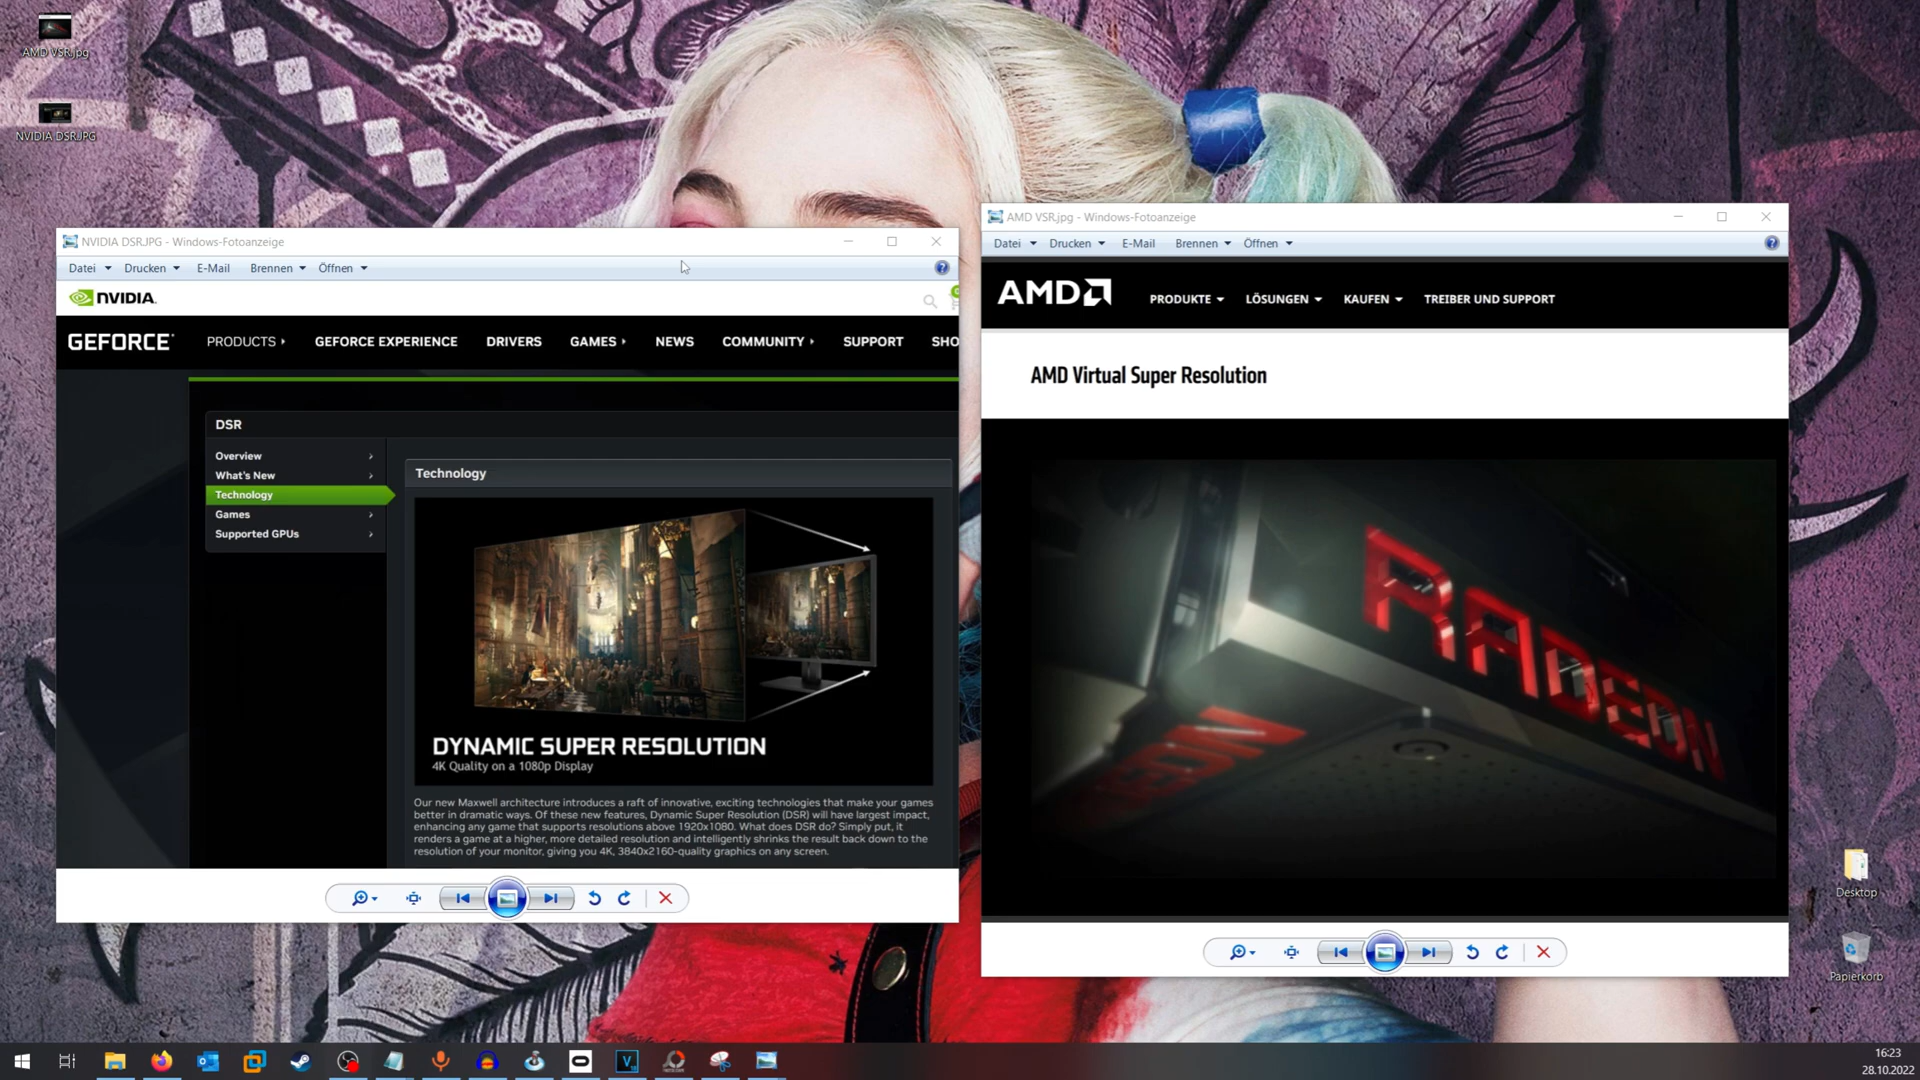 AMD VSR.jpg
NVIDIA DSR.JPG
NVIDIA DSR.JPG - Windows-Fotoanzeige
Datei Drucken E-Mail Brennen Öffnen
NVIDIA.
GEFORCE PRODUCTS GEFORCE EXPERIENCE DRIVERS GAMES NEWS COMMUNITY SUPPORT SHO
DSR
Overview
What's New
Technology
Games
Supported GPUs
Technology
DYNAMIC SUPER RESOLUTION
4K Quality on a 1080p Display
Our new Maxwell architecture introduces a raft of innovative, exciting technologies that make your games
better in dramatic ways. Of these new features, Dynamic Super Resolution (DSR) will have largest impact,
enhancing any game that supports resolutions above 1920x1080. What does DSR do? Simply put, it
renders a game at a higher, more detailed resolution and intelligently shrinks the result back down to the
resolution of your monitor, giving you 4K, 3840x2160-quality graphics on any screen.
AMD VSR.jpg - Windows-Fotoanzeige
Datei Drucken E-Mail Brennen Öffnen
AMD PRODUKTE LÖSUNGEN KAUFEN TREIBER UND SUPPORT
AMD Virtual Super Resolution
RADEON
Desktop
Papierkorb
16:23
28.10.2022